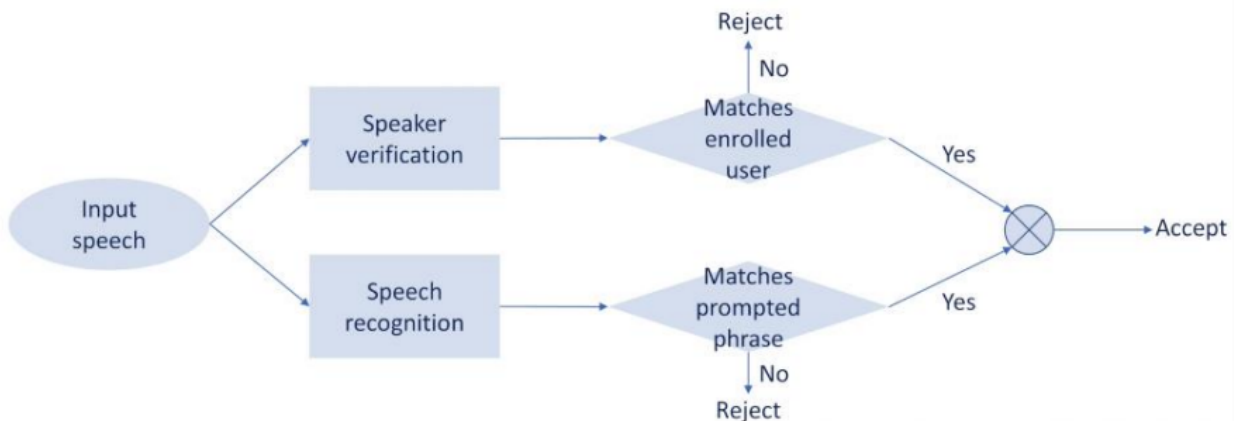 Reject
No
Speaker
verification
Matches
enrolled
user
Yes
Input
speech
Accept
Speech
recognition
Matches
prompted
phrase
Yes
No
Reject